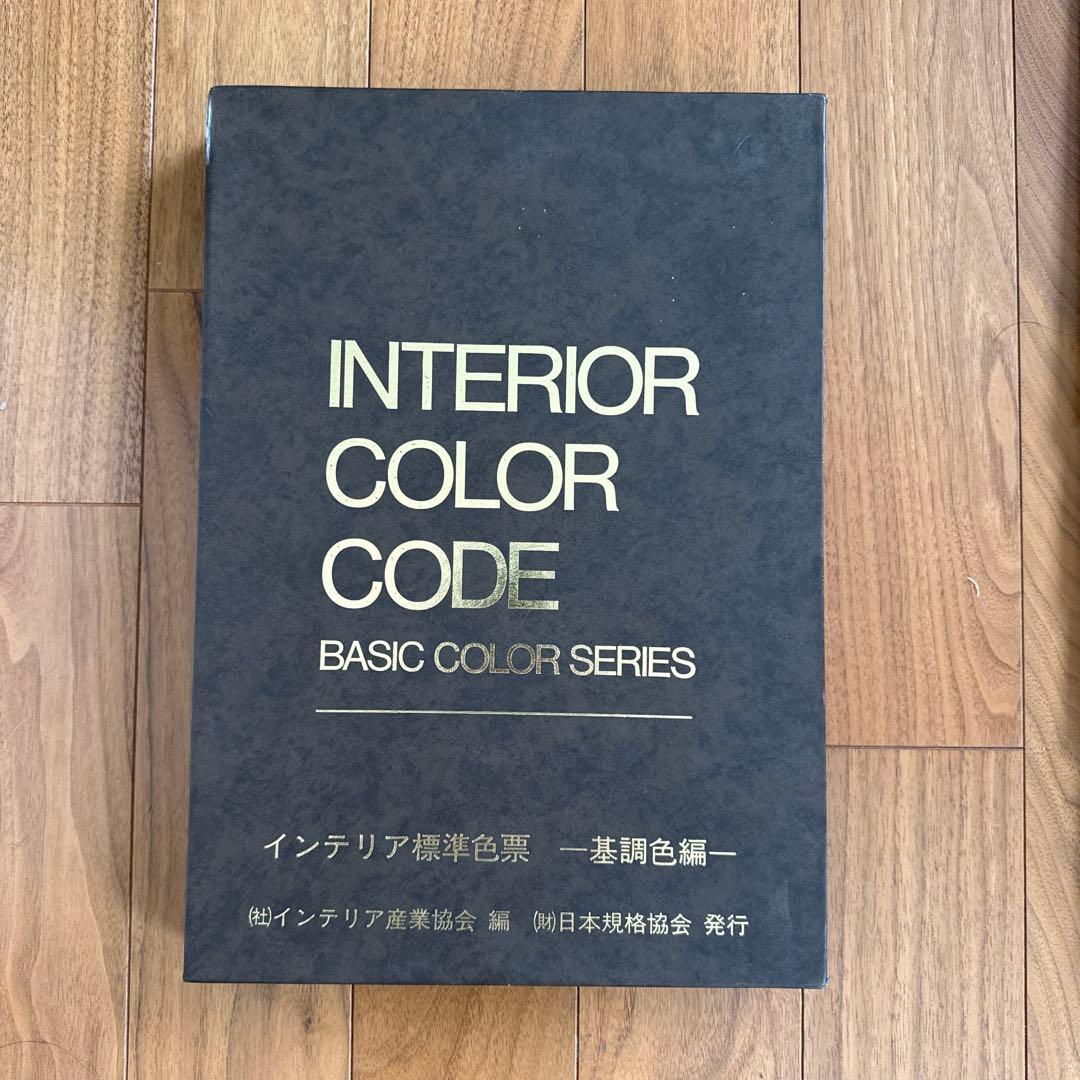 INTERIOR
COLOR
CODE
BASIC COLOR SERIES
インテリア標準色票 ―基調色編―
㈳インテリア産業協会 編 ㈶日本規格協会 発行